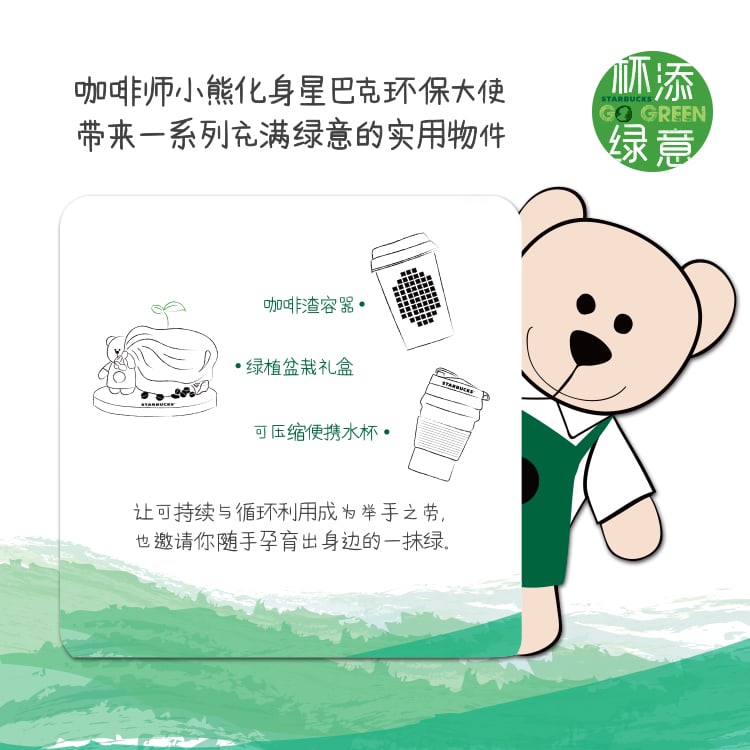 咖啡师小熊化身星巴克环保大使
带来一系列充满绿意的实用物件
杯添
STARBUCKS
GO GREEN
绿意
咖啡渣容器•
•绿植盆栽礼盒
STARBUCKS
STARBUCKS
可压缩便携水杯•
让可持续与循环利用成为举手之劳,
也邀请你随手孕育出身边的一抹绿。